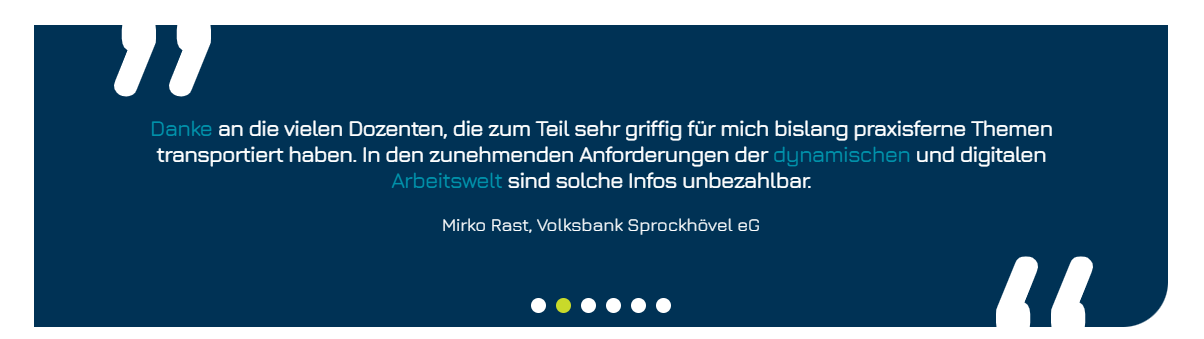 Danke an die vielen Dozenten, die zum Teil sehr griffig für mich bislang praxisferne Themen
transportiert haben. In den zunehmenden Anforderungen der dynamischen und digitalen
Arbeitswelt sind solche Infos unbezahlbar.
Mirko Rast, Volksbank Sprockhövel eG